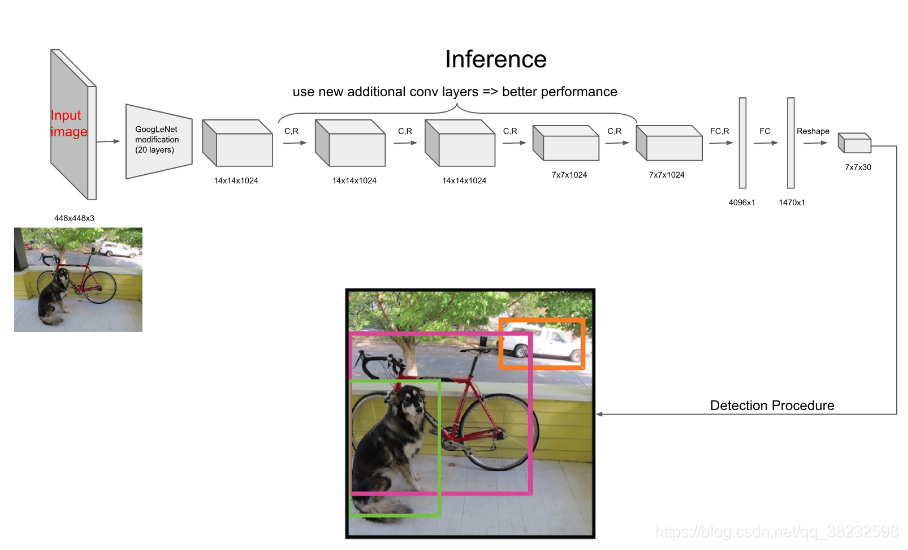 Inference
use new additional conv layers => better performance
Input
image
GoogLeNet
modification
(20 layers)
C,R
C,R
C,R
C,R
FC,R
FC
Reshape
14x14x1024
14x14x1024
14x14x1024
7x7x1024
7x7x1024
7x7x30
4096x1
1470x1
448x448x3
Detection Procedure
https://blog.csdn.net/qq_38232598